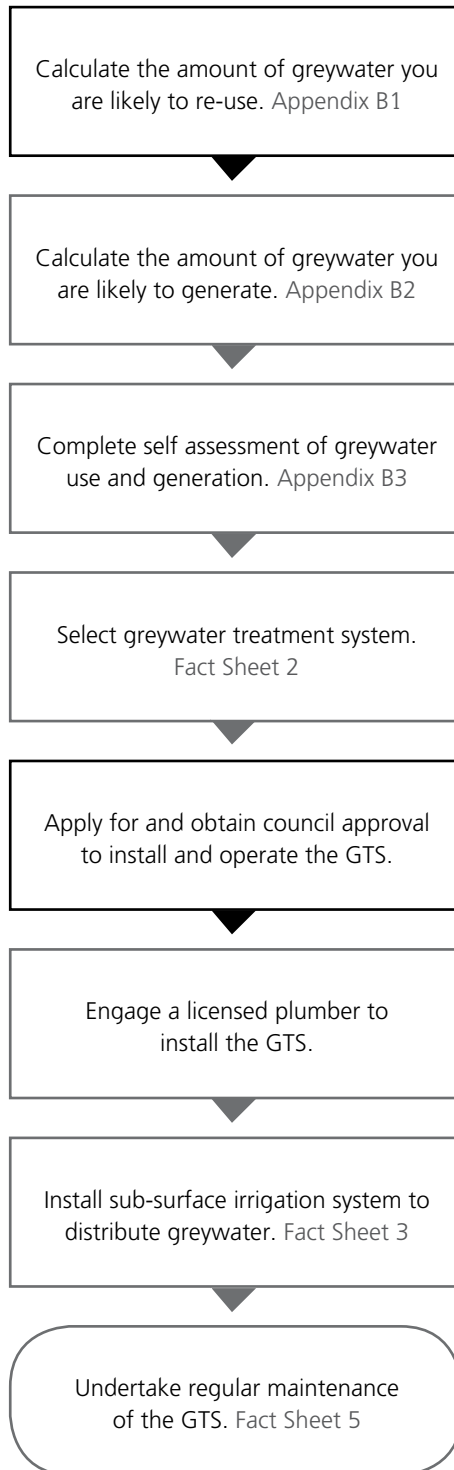 Calculate the amount of greywater you
are likely to re-use. Appendix B1
Calculate the amount of greywater you
are likely to generate. Appendix B2
Complete self assessment of greywater
use and generation. Appendix B3
Select greywater treatment system.
Fact Sheet 2
Apply for and obtain council approval
to install and operate the GTS.
Engage a licensed plumber to
install the GTS.
Install sub-surface irrigation system to
distribute greywater. Fact Sheet 3
Undertake regular maintenance
of the GTS. Fact Sheet 5